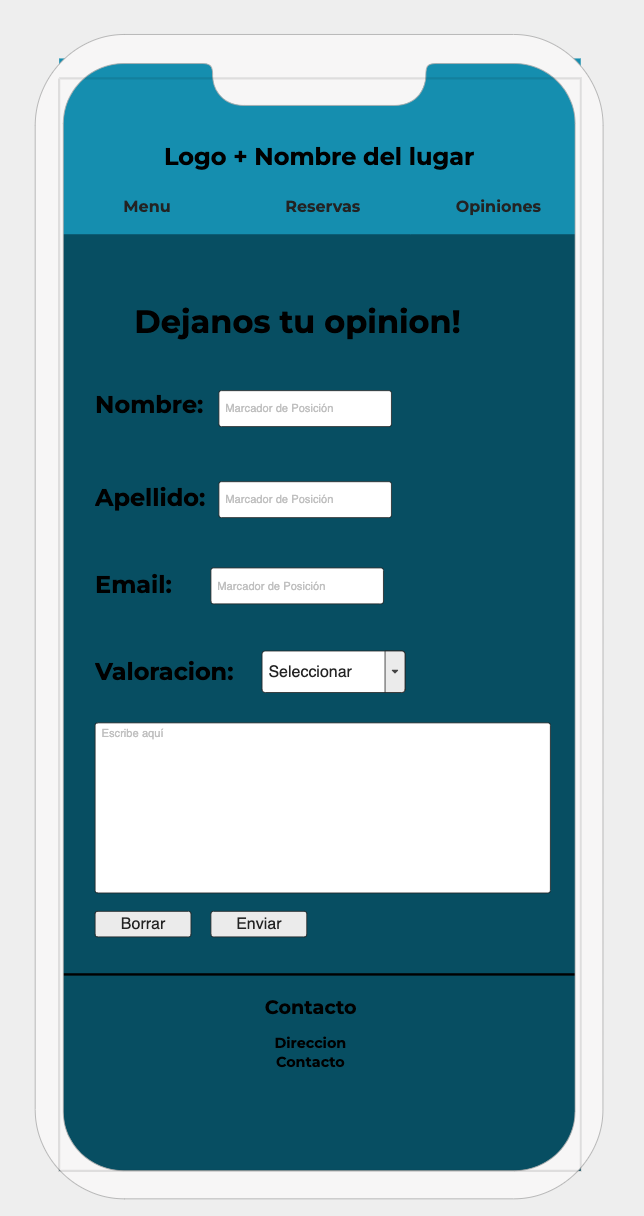 Logo + Nombre del lugar
Menu Reservas Opiniones
Dejanos tu opinion!
Nombre: Marcador de Posición
Apellido: Marcador de Posición
Email: Marcador de Posición
Valoracion: Seleccionar
Escribe aquí
Borrar Enviar
Contacto
Direccion
Contacto